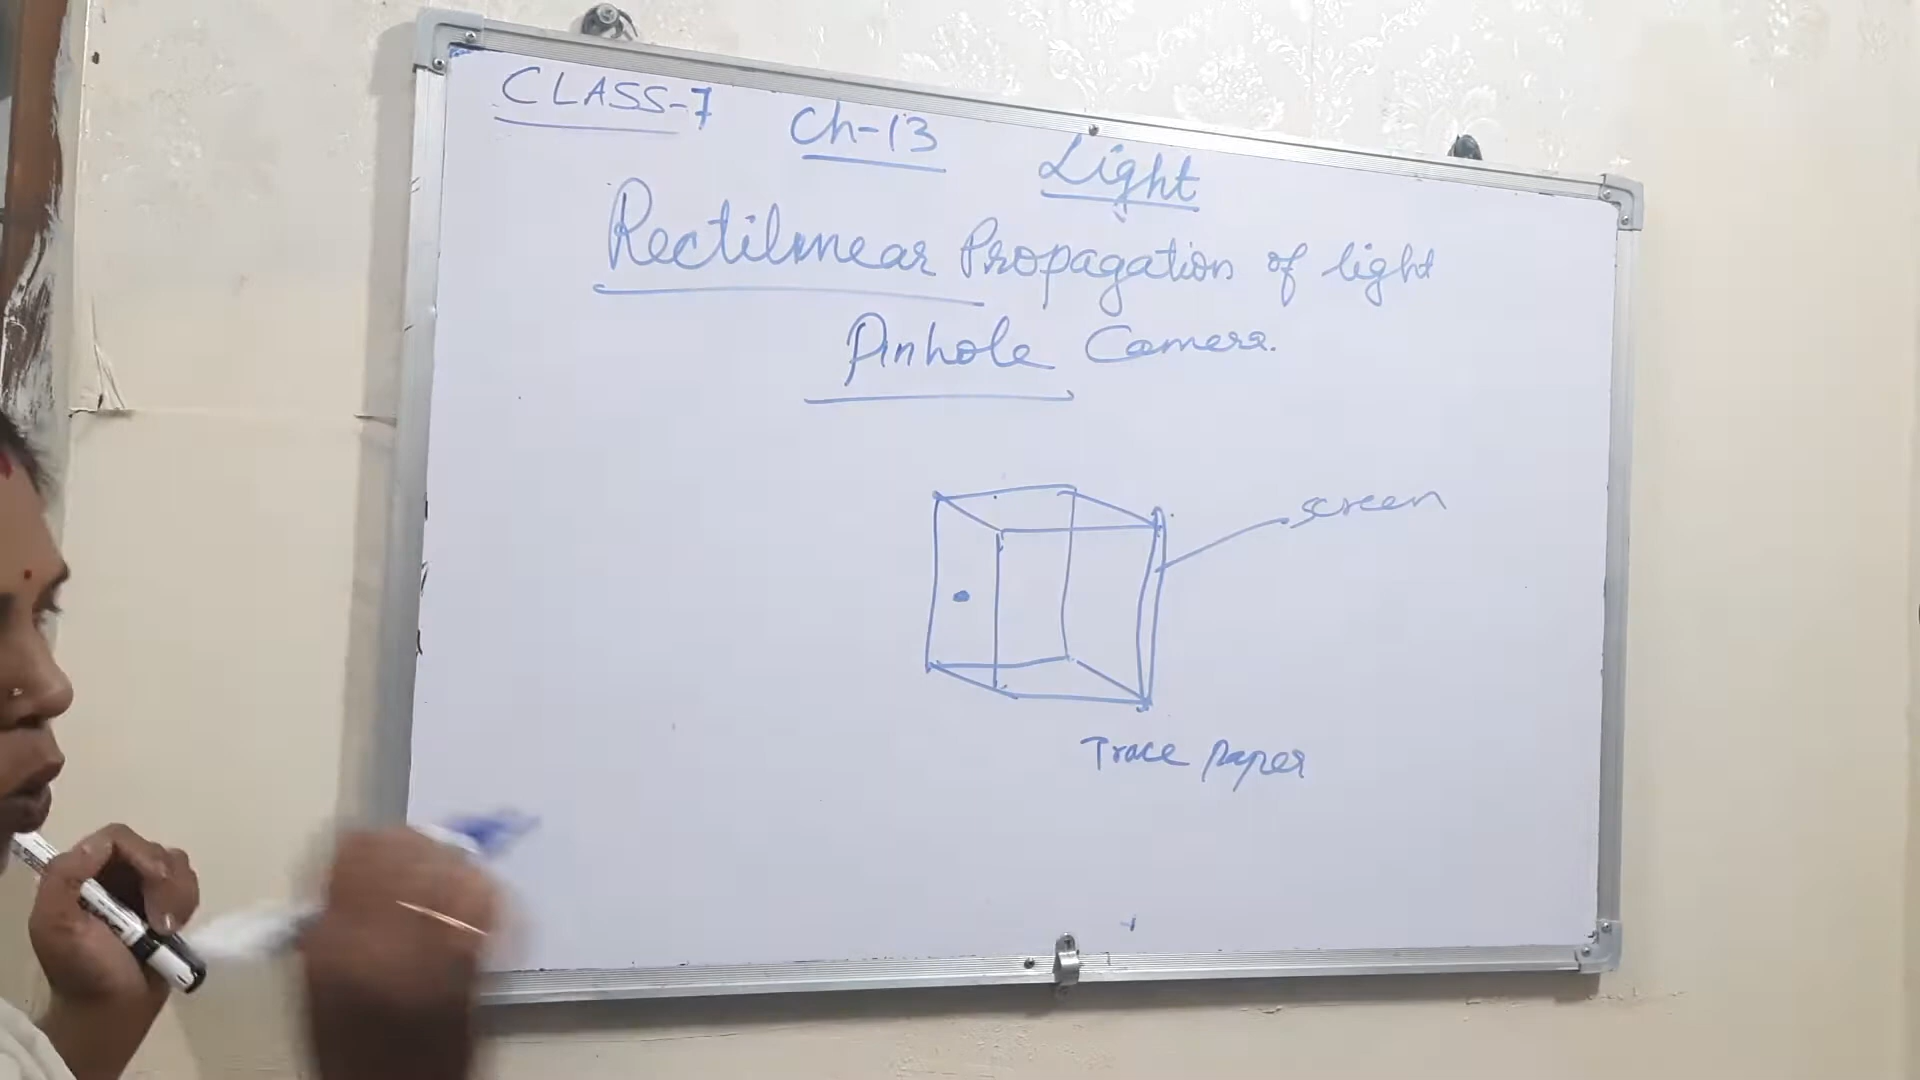 CLASS-7 Ch-13 Light
Rectilinear Propagation of light
Pinhole Camera.
screen
Trace paper